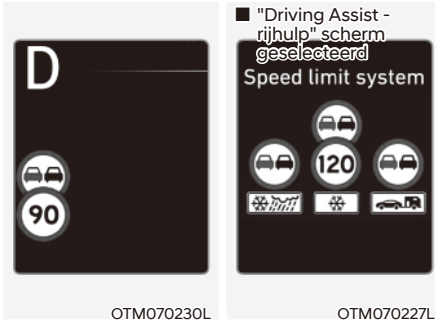 D
90
OTM070230L
■ "Driving Assist -
rijhulp" scherm
geselecteerd
Speed limit system
120
OTM070227L